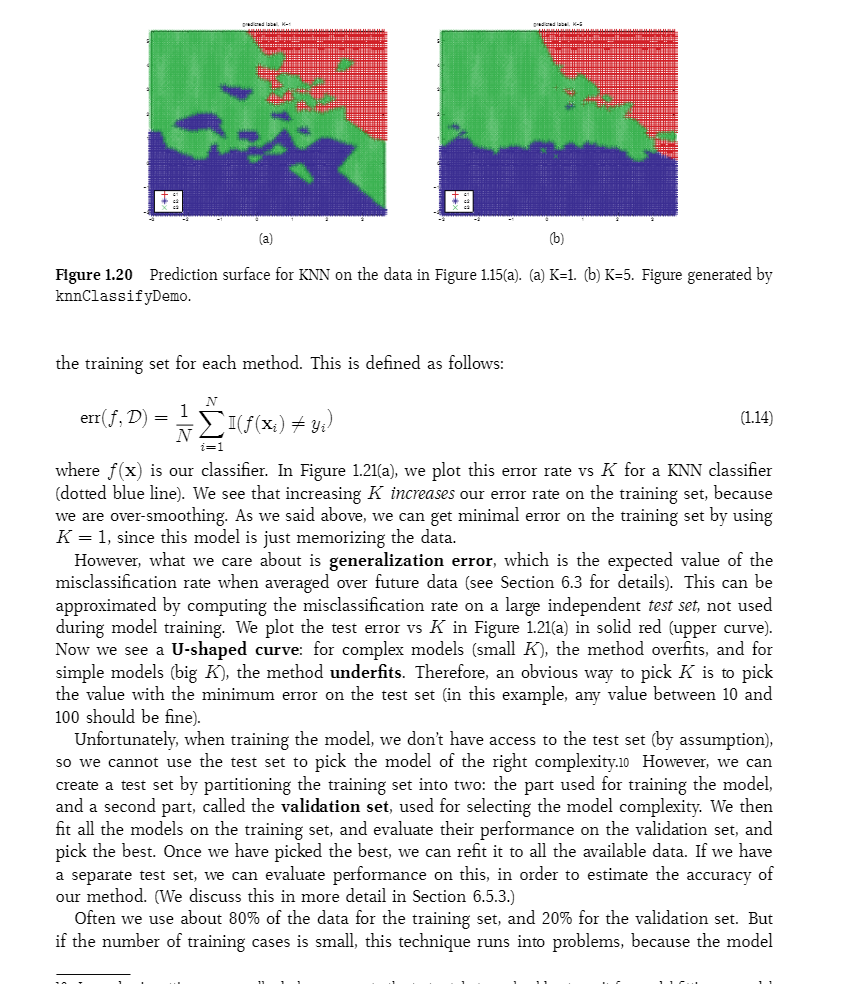 predicted label, K=1
predicted label, K=5
c1
c2
c3
c1
c2
c3
(a)
(b)
Figure 1.20 Prediction surface for KNN on the data in Figure 1.15(a). (a) K=1. (b) K=5. Figure generated by
knnClassifyDemo.
the training set for each method. This is defined as follows:
err(f, D) = 1/N ∑_{i=1}^{N} 𝕀(f(x_i) ≠ y_i) (1.14)
where f(x) is our classifier. In Figure 1.21(a), we plot this error rate vs K for a KNN classifier
(dotted blue line). We see that increasing K increases our error rate on the training set, because
we are over-smoothing. As we said above, we can get minimal error on the training set by using
K = 1, since this model is just memorizing the data.
However, what we care about is generalization error, which is the expected value of the
misclassification rate when averaged over future data (see Section 6.3 for details). This can be
approximated by computing the misclassification rate on a large independent test set, not used
during model training. We plot the test error vs K in Figure 1.21(a) in solid red (upper curve).
Now we see a U-shaped curve: for complex models (small K), the method overfits, and for
simple models (big K), the method underfits. Therefore, an obvious way to pick K is to pick
the value with the minimum error on the test set (in this example, any value between 10 and
100 should be fine).
Unfortunately, when training the model, we don't have access to the test set (by assumption),
so we cannot use the test set to pick the model of the right complexity.10 However, we can
create a test set by partitioning the training set into two: the part used for training the model,
and a second part, called the validation set, used for selecting the model complexity. We then
fit all the models on the training set, and evaluate their performance on the validation set, and
pick the best. Once we have picked the best, we can refit it to all the available data. If we have
a separate test set, we can evaluate performance on this, in order to estimate the accuracy of
our method. (We discuss this in more detail in Section 6.5.3.)
Often we use about 80% of the data for the training set, and 20% for the validation set. But
if the number of training cases is small, this technique runs into problems, because the model